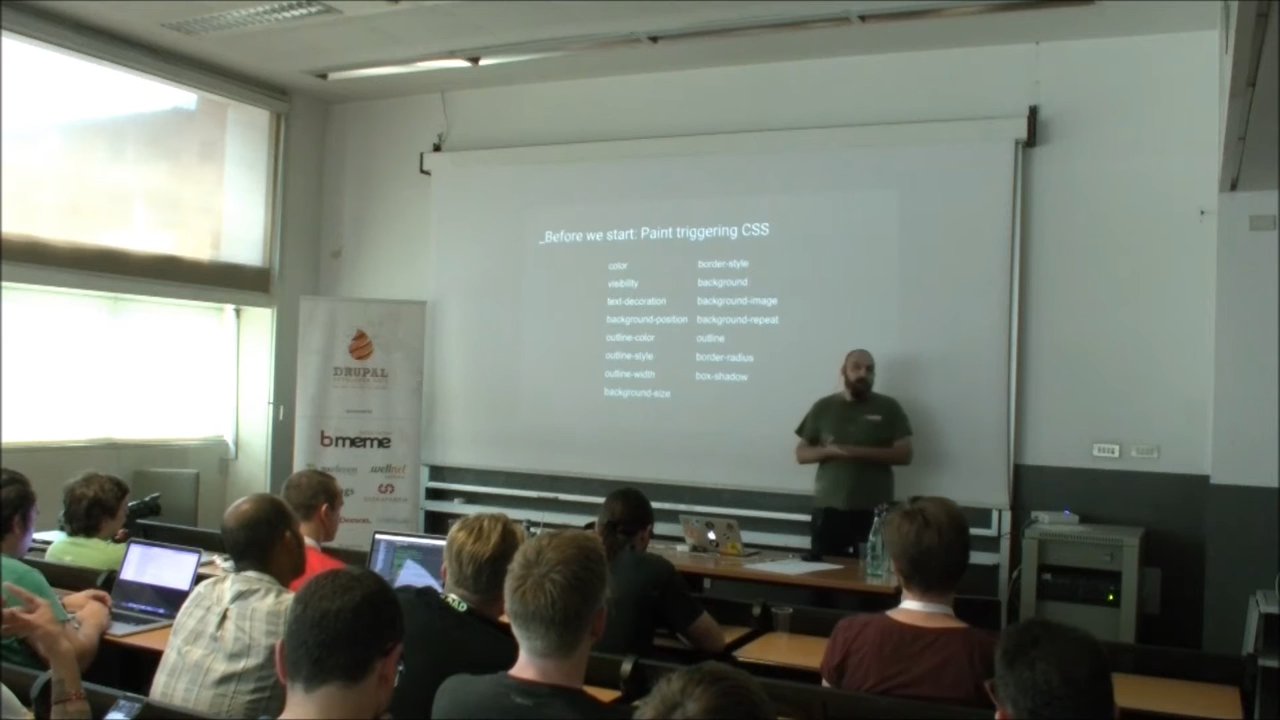 _Before we start: Paint triggering CSS
color
visibility
text-decoration
background-position
outline-color
outline-style
outline-width
background-size
border-style
background
background-image
background-repeat
outline
border-radius
box-shadow
DRUPAL
bmeme
wellnet